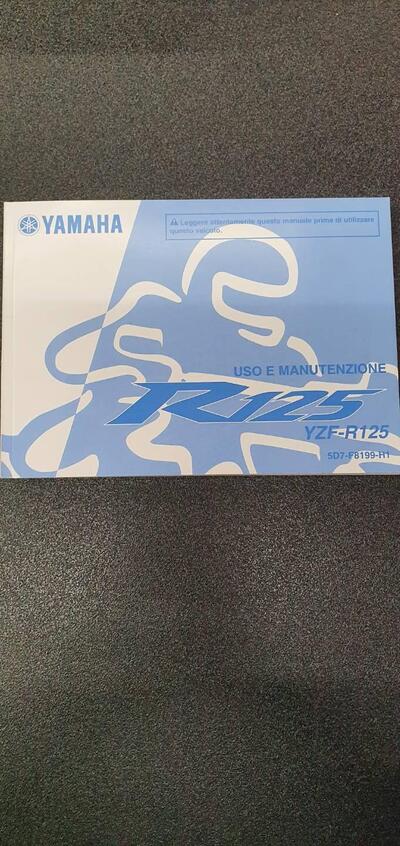 YAMAHA
⚠ Leggere attentamente questo manuale prima di utilizzare
questo veicolo.
USO E MANUTENZIONE
R125
YZF-R125
5D7-F8199-H1